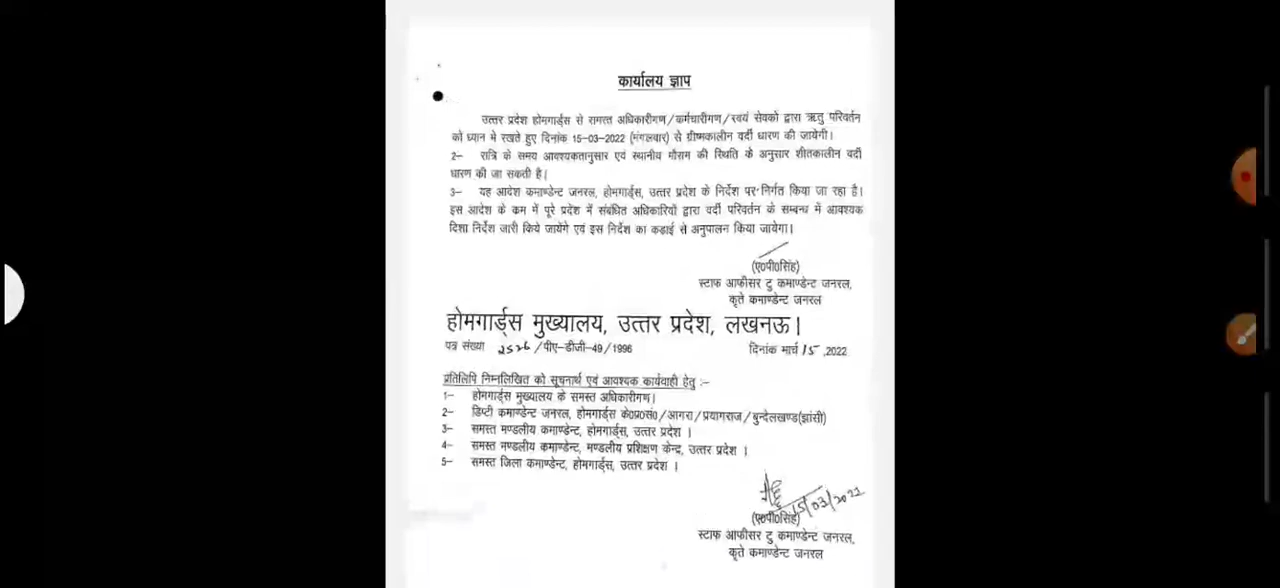 कार्यालय ज्ञाप
उत्तर प्रदेश होमगार्ड्स से समस्त अधिकारीगण/कर्मचारीगण/स्वयं सेवको द्वारा ऋतु परिवर्तन
को ध्यान मे रखते हुए दिनांक 15-03-2022 (मंगलवार) से ग्रीष्मकालीन वर्दी धारण की जायेगी।
2- रात्रि के समय आवश्यकतानुसार एवं स्थानीय मौसम की स्थिति के अनुसार शीतकालीन वर्दी
धारण की जा सकती है।
3- यह आदेश कमाण्डेन्ट जनरल, होमगार्ड्स, उत्तर प्रदेश के निर्देश पर निर्गत किया जा रहा है।
इस आदेश के कम में पूरे प्रदेश में संबंधित अधिकारियों द्वारा वर्दी परिवर्तन के सम्बन्ध में आवश्यक
दिशा निर्देश जारी किये जायेंगे एवं इस निर्देश का कडाई से अनुपालन किया जायेगा।
(ए०पी०सिंह)
स्टाफ आफीसर टु कमाण्डेन्ट जनरल,
कृते कमाण्डेन्ट जनरल
होमगार्ड्स मुख्यालय, उत्तर प्रदेश, लखनऊ।
पत्र संख्या /पीए-डीजी-49/1996 दिनांक मार्च 15 ,2022
प्रतिलिपि निम्नलिखित को सूचनार्थ एवं आवश्यक कार्यवाही हेतु :-
1- होमगार्ड्स मुख्यालय के समस्त अधिकारीगण।
2- डिप्टी कमाण्डेन्ट जनरल, होमगार्ड्स के०प्र०सं०/आगरा/प्रयागराज/बुन्देलखण्ड(झांसी)
3- समस्त मण्डलीय कमाण्डेन्ट, होमगार्ड्स, उत्तर प्रदेश ।
4- समस्त मण्डलीय कमाण्डेन्ट, मण्डलीय प्रशिक्षण केन्द्र, उत्तर प्रदेश ।
5- समस्त जिला कमाण्डेन्ट, होमगार्ड्स, उत्तर प्रदेश ।
15/03/2022
(ए०पी०सिंह)
स्टाफ आफीसर टु कमाण्डेन्ट जनरल,
कृते कमाण्डेन्ट जनरल